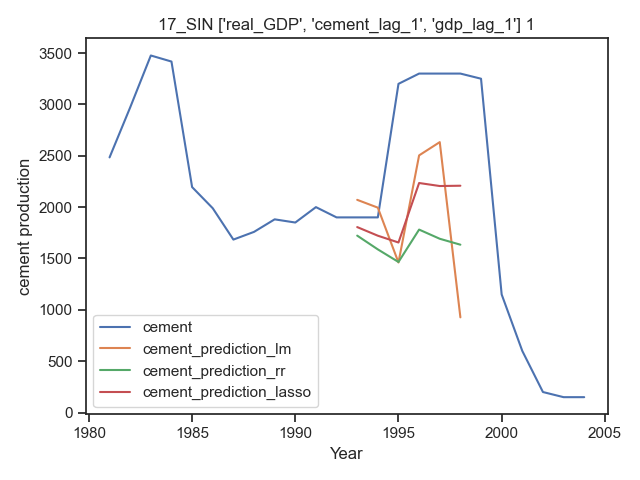 17_SIN ['real_GDP', 'cement_lag_1', 'gdp_lag_1'] 1
3500
3000
2500
2000
1500
1000
500
0
cement production
cement
cement_prediction_lm
cement_prediction_rr
cement_prediction_lasso
1980 1985 1990 1995 2000 2005
Year